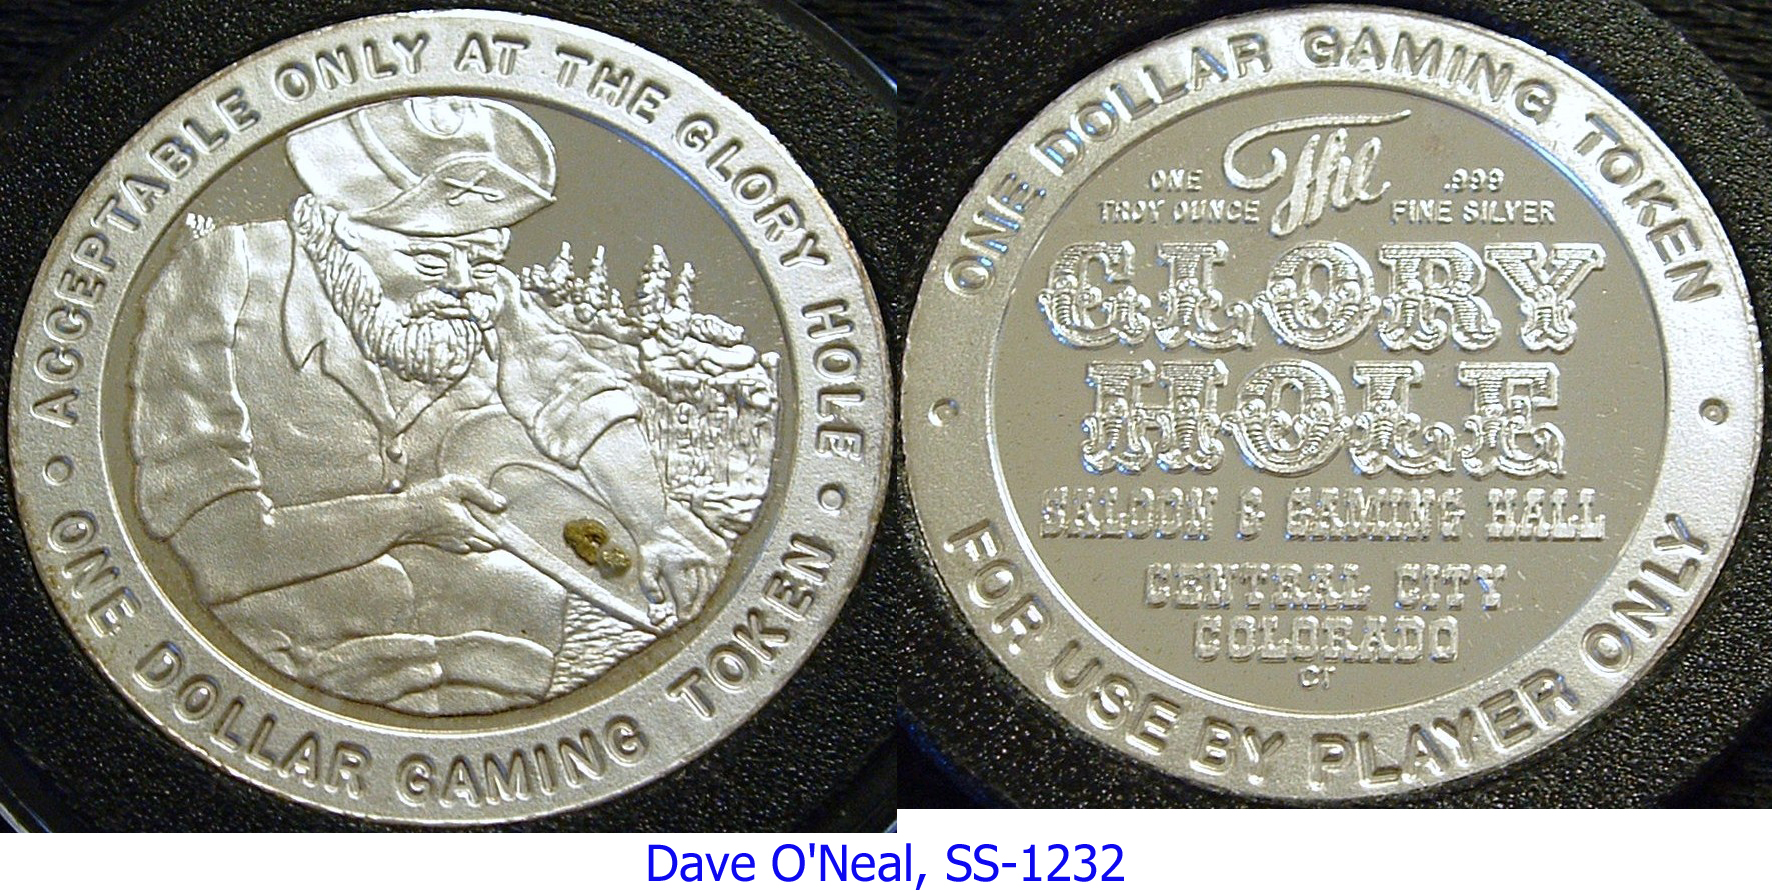 ACCEPTABLE ONLY AT THE GLORY HOLE
ONE DOLLAR GAMING TOKEN
ONE DOLLAR GAMING TOKEN
The
ONE TROY OUNCE
.999 FINE SILVER
GLORY
HOLE
SALOON & GAMING HALL
CENTRAL CITY
COLORADO
CT
FOR USE BY PLAYER ONLY
Dave O'Neal, SS-1232